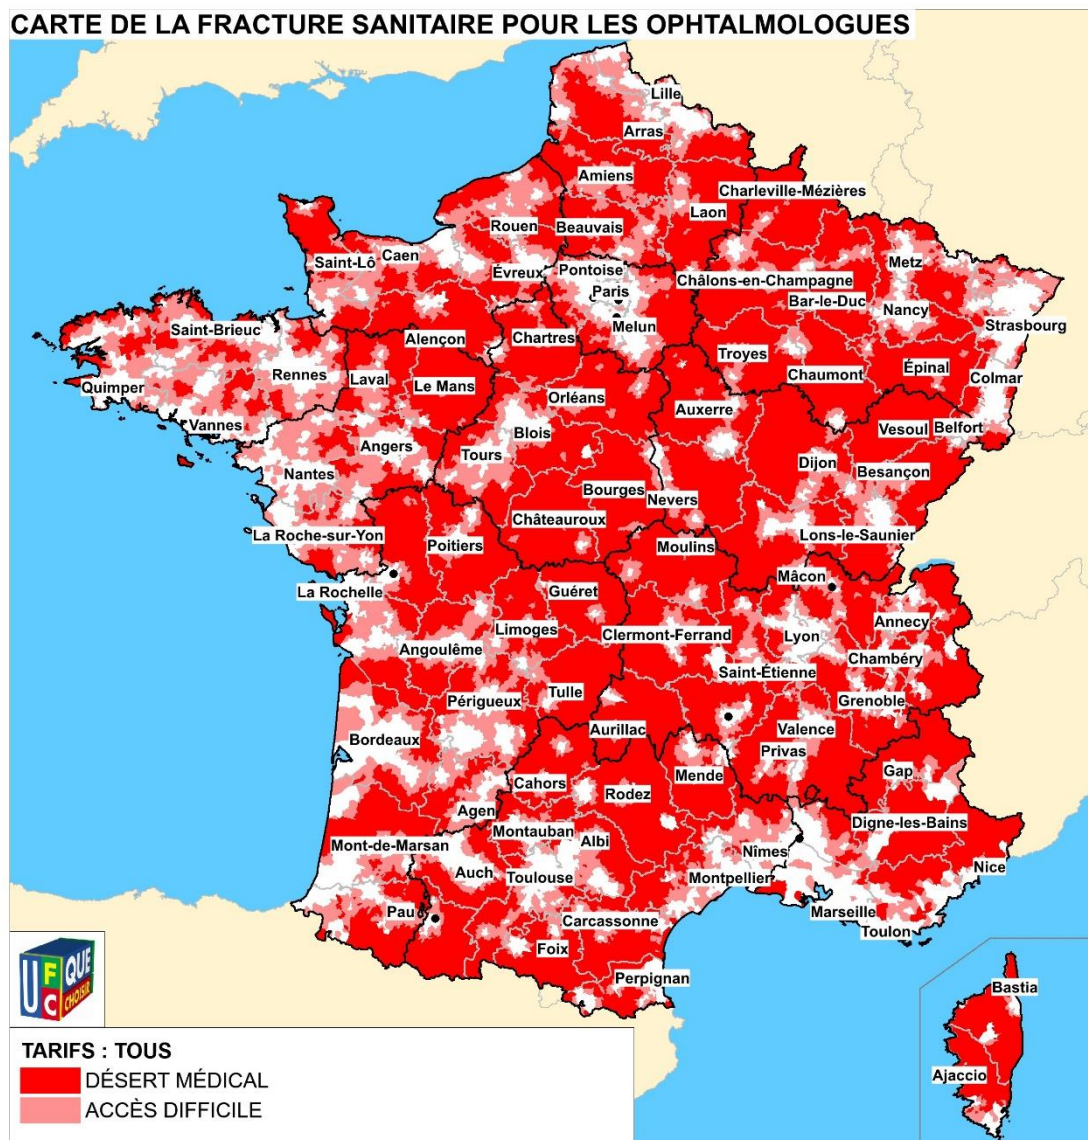 CARTE DE LA FRACTURE SANITAIRE POUR LES OPHTALMOLOGUES
Lille
Arras
Amiens
Charleville-Mézières
Laon
Rouen
Beauvais
Saint-Lô
Caen
Évreux
Pontoise
Paris
Melun
Châlons-en-Champagne
Metz
Bar-le-Duc
Nancy
Strasbourg
Saint-Brieuc
Alençon
Chartres
Troyes
Chaumont
Épinal
Colmar
Quimper
Rennes
Laval
Le Mans
Orléans
Auxerre
Vannes
Angers
Blois
Vesoul
Belfort
Tours
Dijon
Besançon
Nantes
Bourges
Nevers
Châteauroux
La Roche-sur-Yon
Poitiers
Moulins
Lons-le-Saunier
Mâcon
La Rochelle
Guéret
Annecy
Limoges
Clermont-Ferrand
Lyon
Angoulême
Chambéry
Saint-Étienne
Périgueux
Tulle
Grenoble
Bordeaux
Aurillac
Valence
Privas
Cahors
Mende
Gap
Rodez
Agen
Digne-les-Bains
Mont-de-Marsan
Montauban
Albi
Nîmes
Auch
Toulouse
Montpellier
Nice
Pau
Carcassonne
Marseille
Toulon
Foix
Perpignan
Bastia
Ajaccio
UFC QUE CHOISIR
TARIFS : TOUS
DÉSERT MÉDICAL
ACCÈS DIFFICILE